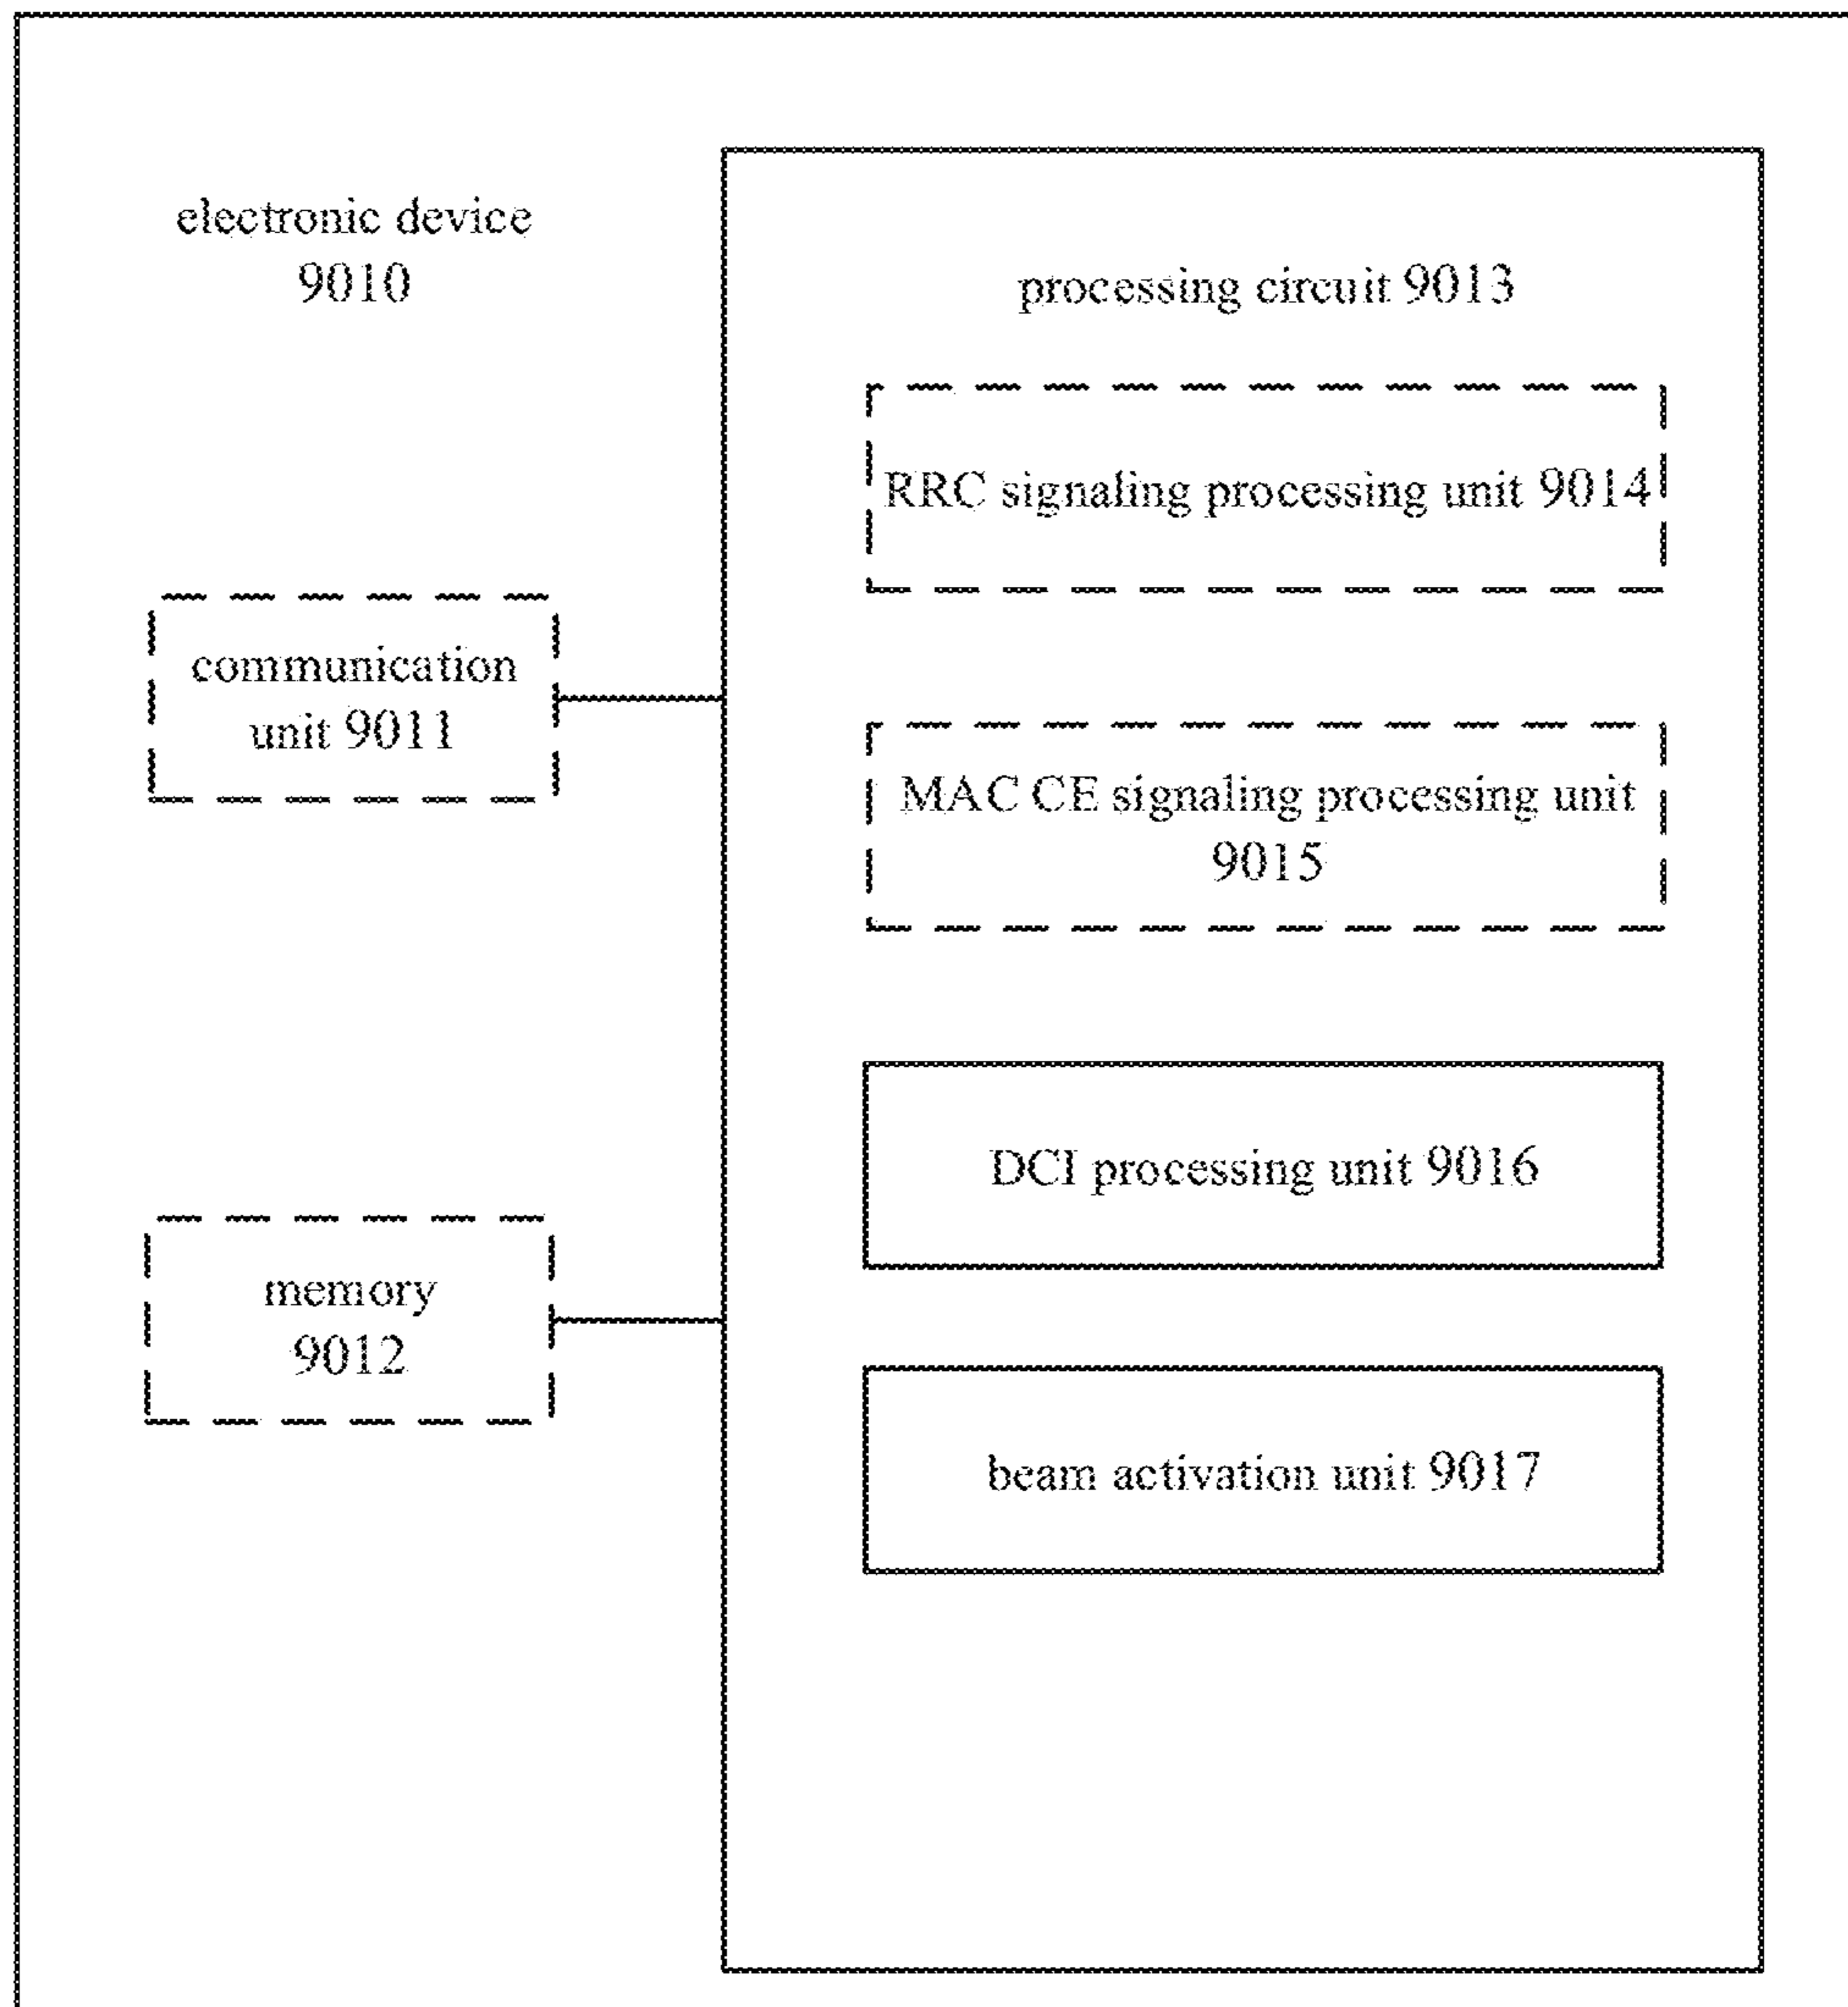 electronic device
9010
processing circuit 9013
RRC signaling processing unit 9014
communication
unit 9011
MAC CE signaling processing unit
9015
DCI processing unit 9016
memory
9012
beam activation unit 9017